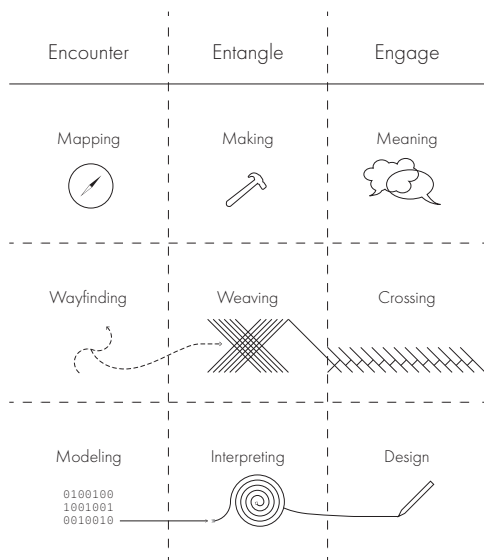 Encounter Entangle Engage
Mapping Making Meaning
Wayfinding Weaving Crossing
Modeling Interpreting Design
0100100
1001001
0010010